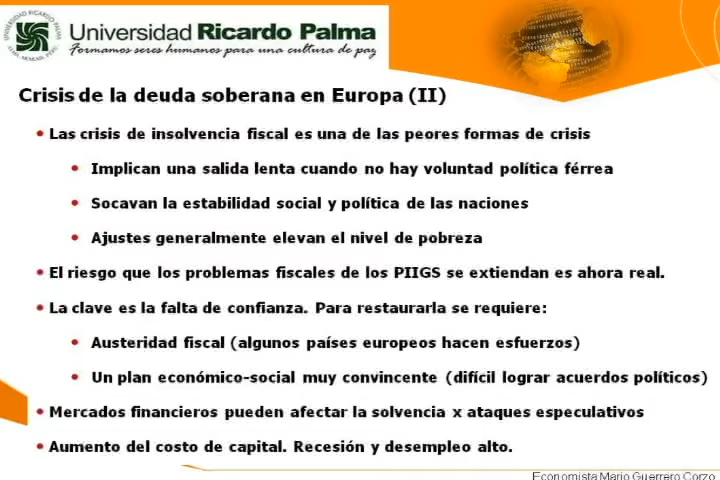 Universidad Ricardo Palma
Formamos seres humanos para una cultura de paz
Crisis de la deuda soberana en Europa (II)
• Las crisis de insolvencia fiscal es una de las peores formas de crisis
• Implican una salida lenta cuando no hay voluntad política férrea
• Socavan la estabilidad social y política de las naciones
• Ajustes generalmente elevan el nivel de pobreza
• El riesgo que los problemas fiscales de los PIIGS se extiendan es ahora real.
• La clave es la falta de confianza. Para restaurarla se requiere:
• Austeridad fiscal (algunos países europeos hacen esfuerzos)
• Un plan económico-social muy convincente (difícil lograr acuerdos políticos)
• Mercados financieros pueden afectar la solvencia x ataques especulativos
• Aumento del costo de capital. Recesión y desempleo alto.
Economista Mario Guerrero Corzo